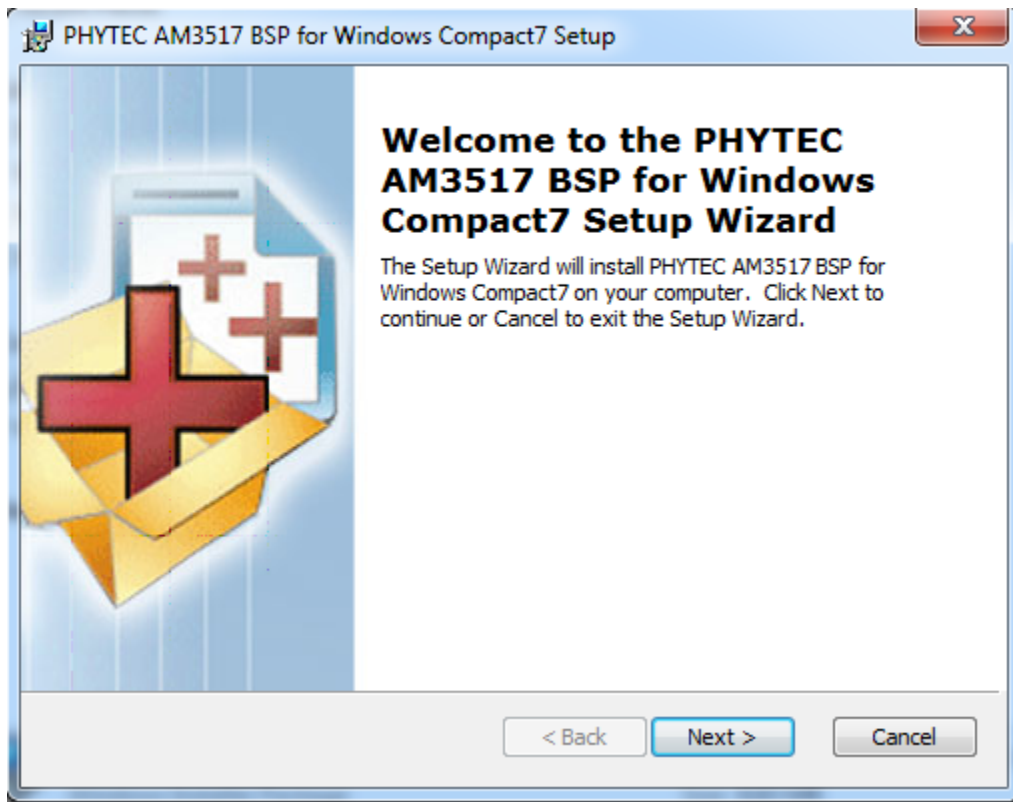 PHYTEC AM3517 BSP for Windows Compact7 Setup
Welcome to the PHYTEC
AM3517 BSP for Windows
Compact7 Setup Wizard
The Setup Wizard will install PHYTEC AM3517 BSP for
Windows Compact7 on your computer. Click Next to
continue or Cancel to exit the Setup Wizard.
< Back Next > Cancel